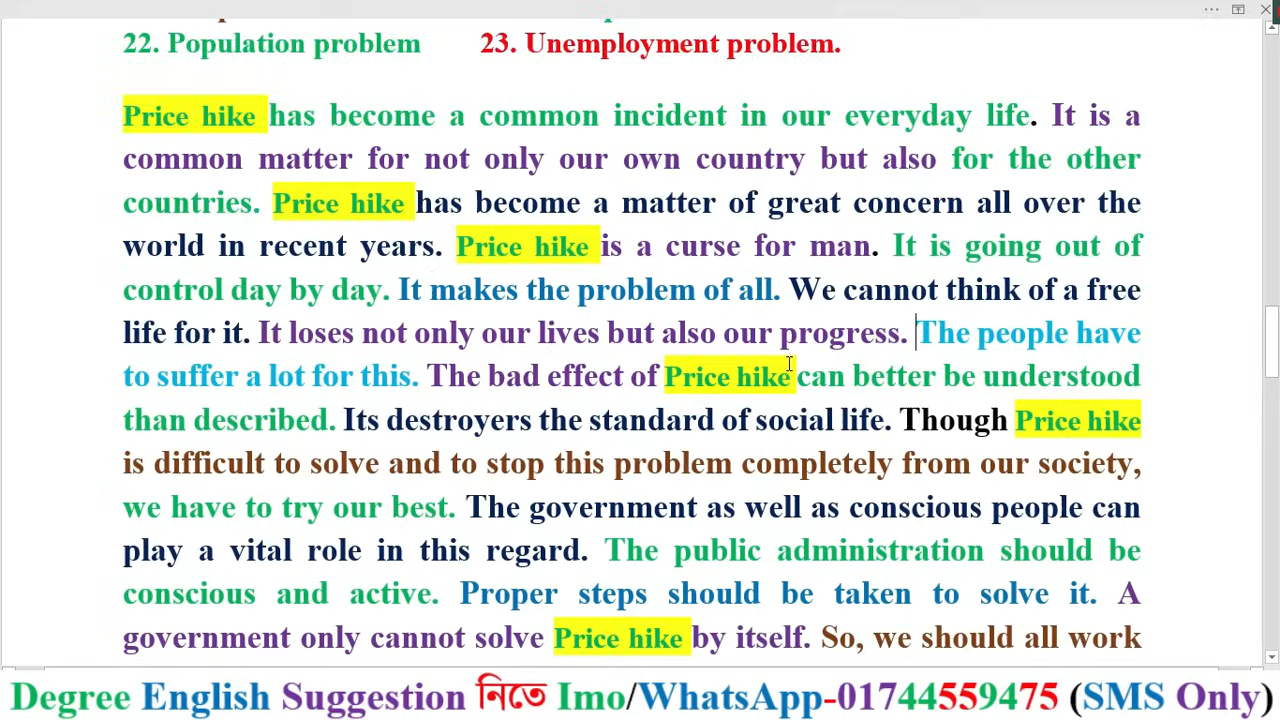 22. Population problem 23. Unemployment problem.
Price hike has become a common incident in our everyday life. It is a
common matter for not only our own country but also for the other
countries. Price hike has become a matter of great concern all over the
world in recent years. Price hike is a curse for man. It is going out of
control day by day. It makes the problem of all. We cannot think of a free
life for it. It loses not only our lives but also our progress. The people have
to suffer a lot for this. The bad effect of Price hike can better be understood
than described. Its destroyers the standard of social life. Though Price hike
is difficult to solve and to stop this problem completely from our society,
we have to try our best. The government as well as conscious people can
play a vital role in this regard. The public administration should be
conscious and active. Proper steps should be taken to solve it. A
government only cannot solve Price hike by itself. So, we should all work
Degree English Suggestion নিতে Imo/WhatsApp-01744559475 (SMS Only)